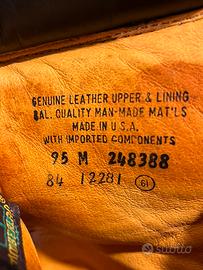 GENUINE LEATHER UPPER & LINING
BAL. QUALITY MAN-MADE MAT'LS
MADE IN U.S.A.
WITH IMPORTED COMPONENTS
95 M 248388
84 12281 61
subito